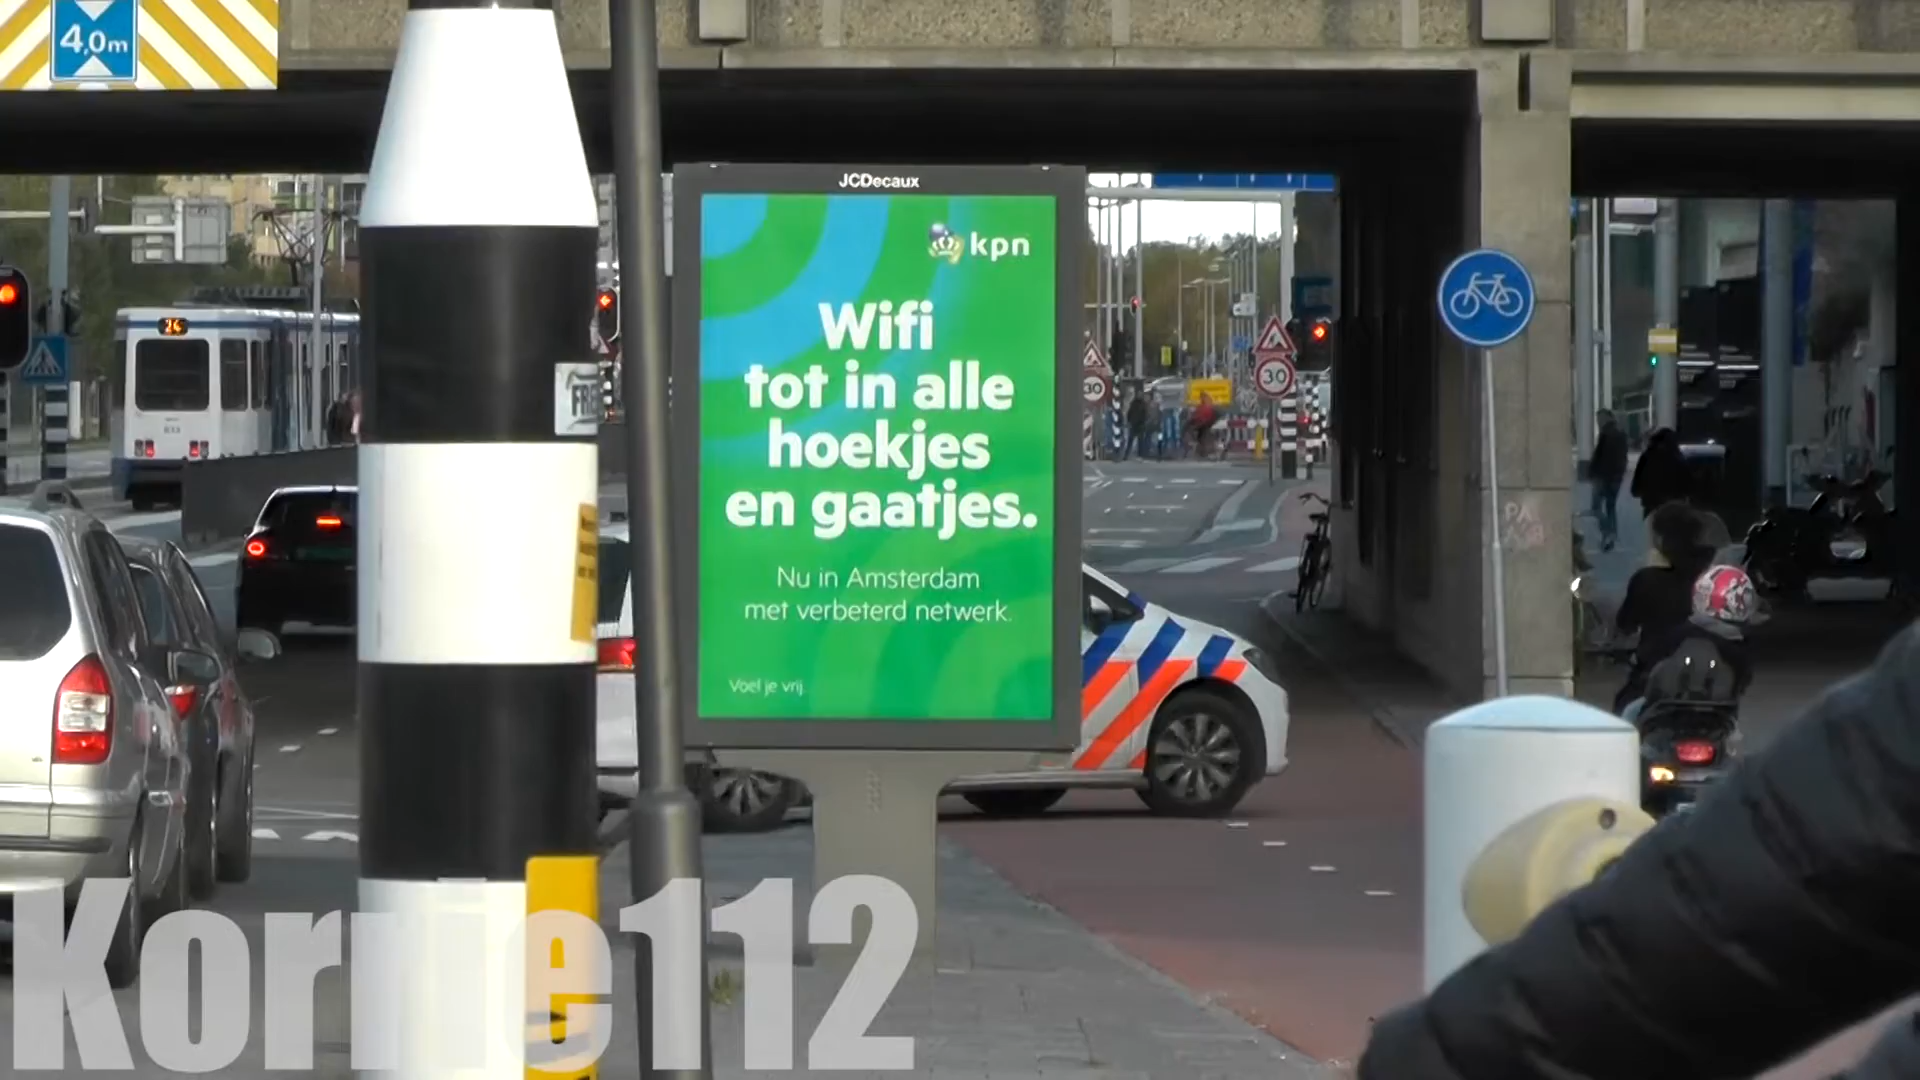 4,0m
JCDecaux
kpn
Wifi
tot in alle
hoekjes
en gaatjes.
Nu in Amsterdam
met verbeterd netwerk.
Voel je vrij.
24
30
30
Korrie112